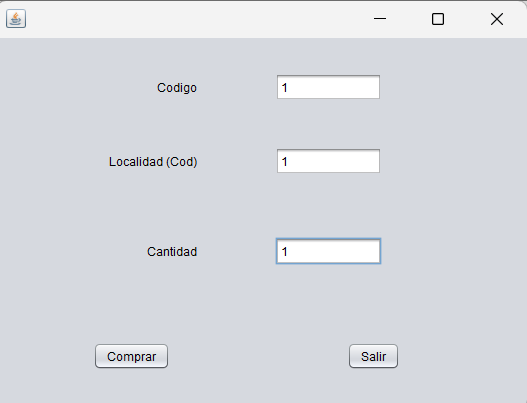 Codigo 1
Localidad (Cod) 1
Cantidad 1
Comprar Salir